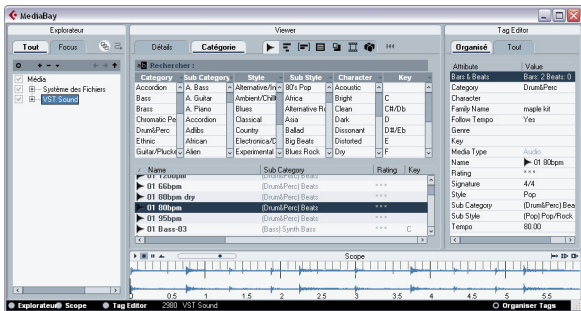 MediaBay
Explorateur
Tout Focus
Média
Système des Fichiers
VST Sound
Viewer
Détails Catégorie
Rechercher :
Category Sub Category Style Sub Style Character Key
Accordion A. Bass Alternative/In 80's Pop Acoustic
Bass A. Guitar Ambient/Chill Africa Bright C
Brass A. Piano Blues Alternative Ro Clean C#/Db
Chromatic Pe Accordion Classical Asia Dark D
Drum&Perc Adlibs Country Ballad Dissonant D#/Eb
Ethnic African Electronica/D Big Beats Distorted E
Guitar/Plucke Alien Experimental Blues Rock Dry F
Name Sub Category Rating Key
01 120bpm (Drum&Perc) Beats
01 66bpm (Drum&Perc) Beats ***
01 80bpm dry (Drum&Perc) Beats ***
01 80bpm (Drum&Perc) Beats ***
01 95bpm (Drum&Perc) Beats ***
01 Bass-03 (Bass) Synth Bass *** C
Tag Editor
Organisé Tout
Attribute Value
Bars & Beats Bars: 2 Beats: 0
Category Drum&Perc
Character
Family Name maple kit
Follow Tempo Yes
Genre
Key
Media Type Audio
Name 01 80bpm
Rating ***
Signature 4/4
Style Pop
Sub Category (Drum&Perc) Bea
Sub Style (Pop) Pop/Rock
Tempo 80.00
Scope
0 0.5 1 1.5 2 2.5 3 3.5 4 4.5 5 5.5
Explorateur Scope Tag Editor 2980 VST Sound Organiser Tags